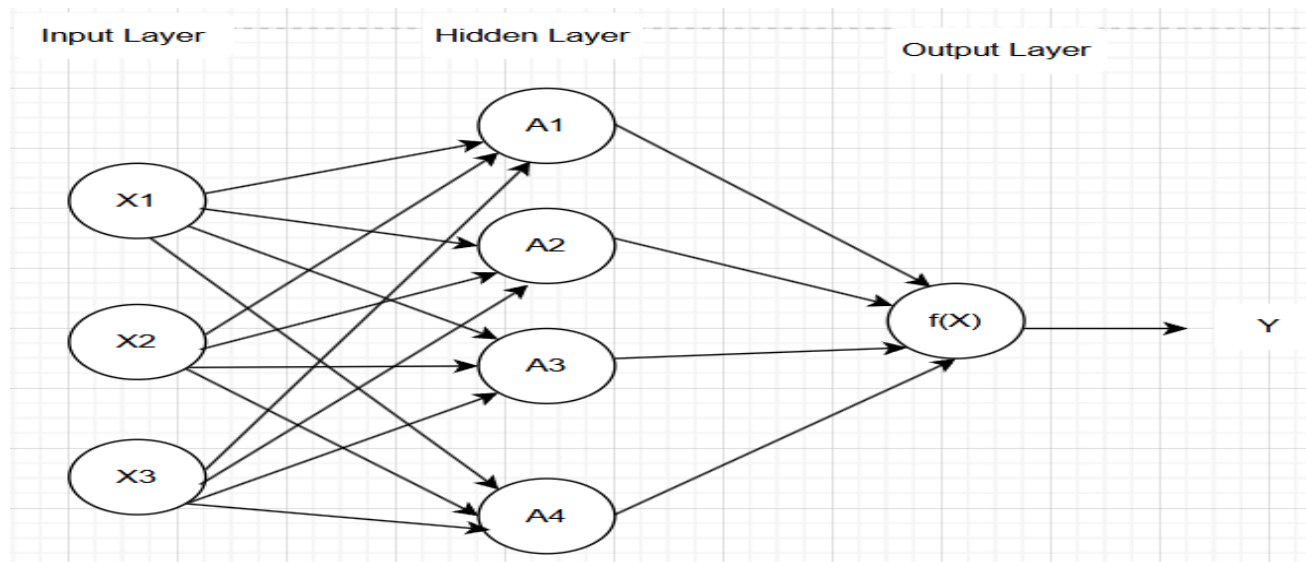 Input Layer
Hidden Layer
Output Layer
A1
X1
A2
f(X)
Y
X2
A3
X3
A4